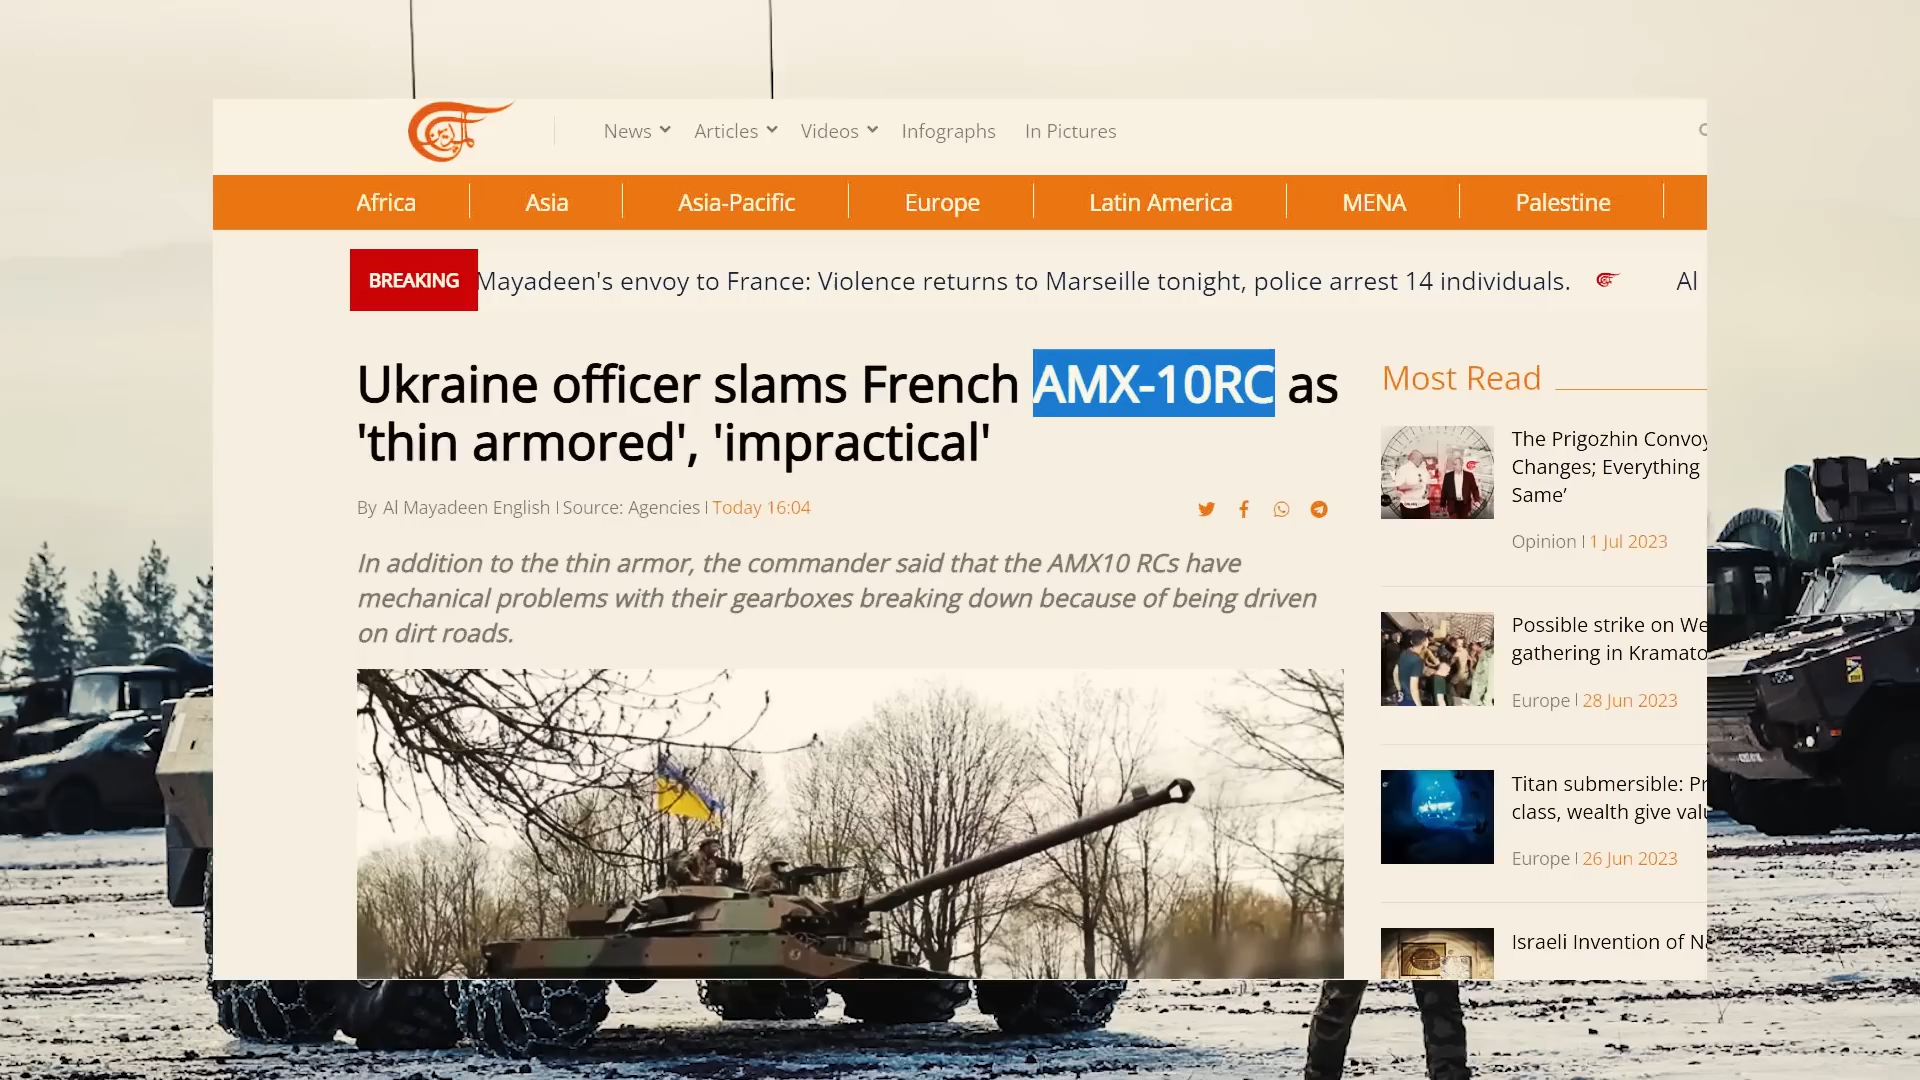 News
Articles
Videos
Infographs
In Pictures
Africa
Asia
Asia-Pacific
Europe
Latin America
MENA
Palestine
BREAKING
Mayadeen's envoy to France: Violence returns to Marseille tonight, police arrest 14 individuals.
Al
Ukraine officer slams French AMX-10RC as
'thin armored', 'impractical'
By Al Mayadeen English | Source: Agencies | Today 16:04
In addition to the thin armor, the commander said that the AMX10 RCs have
mechanical problems with their gearboxes breaking down because of being driven
on dirt roads.
Most Read
The Prigozhin Convoy
Changes; Everything
Same’
Opinion | 1 Jul 2023
Possible strike on We
gathering in Kramato
Europe | 28 Jun 2023
Titan submersible: Pr
class, wealth give val
Europe | 26 Jun 2023
Israeli Invention of N